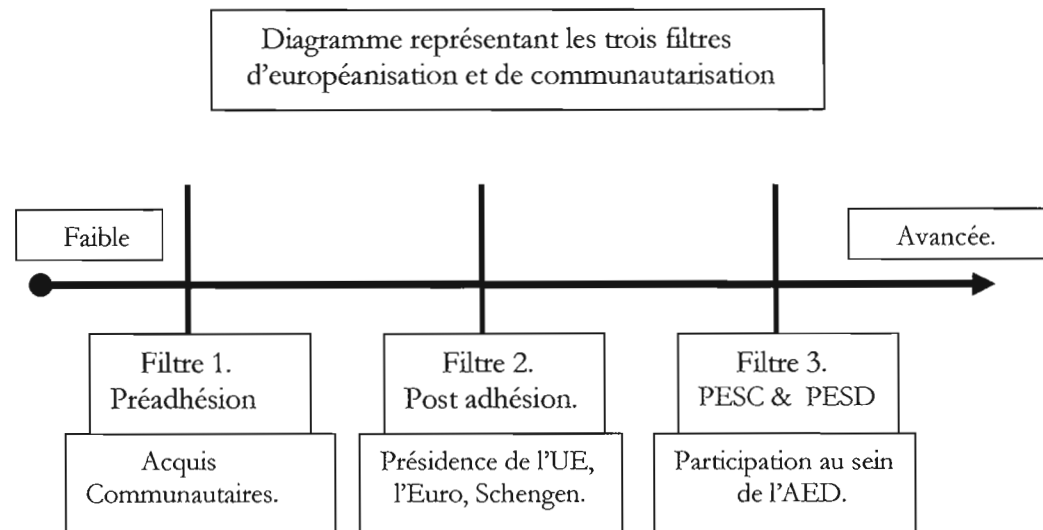 Diagramme représentant les trois filtres
d'européanisation et de communautarisation
Faible
Avancée.
Filtre 1.
Préadhésion
Acquis
Communautaires.
Filtre 2.
Post adhésion.
Présidence de l'UE,
l'Euro, Schengen.
Filtre 3.
PESC & PESD
Participation au sein
de l'AED.